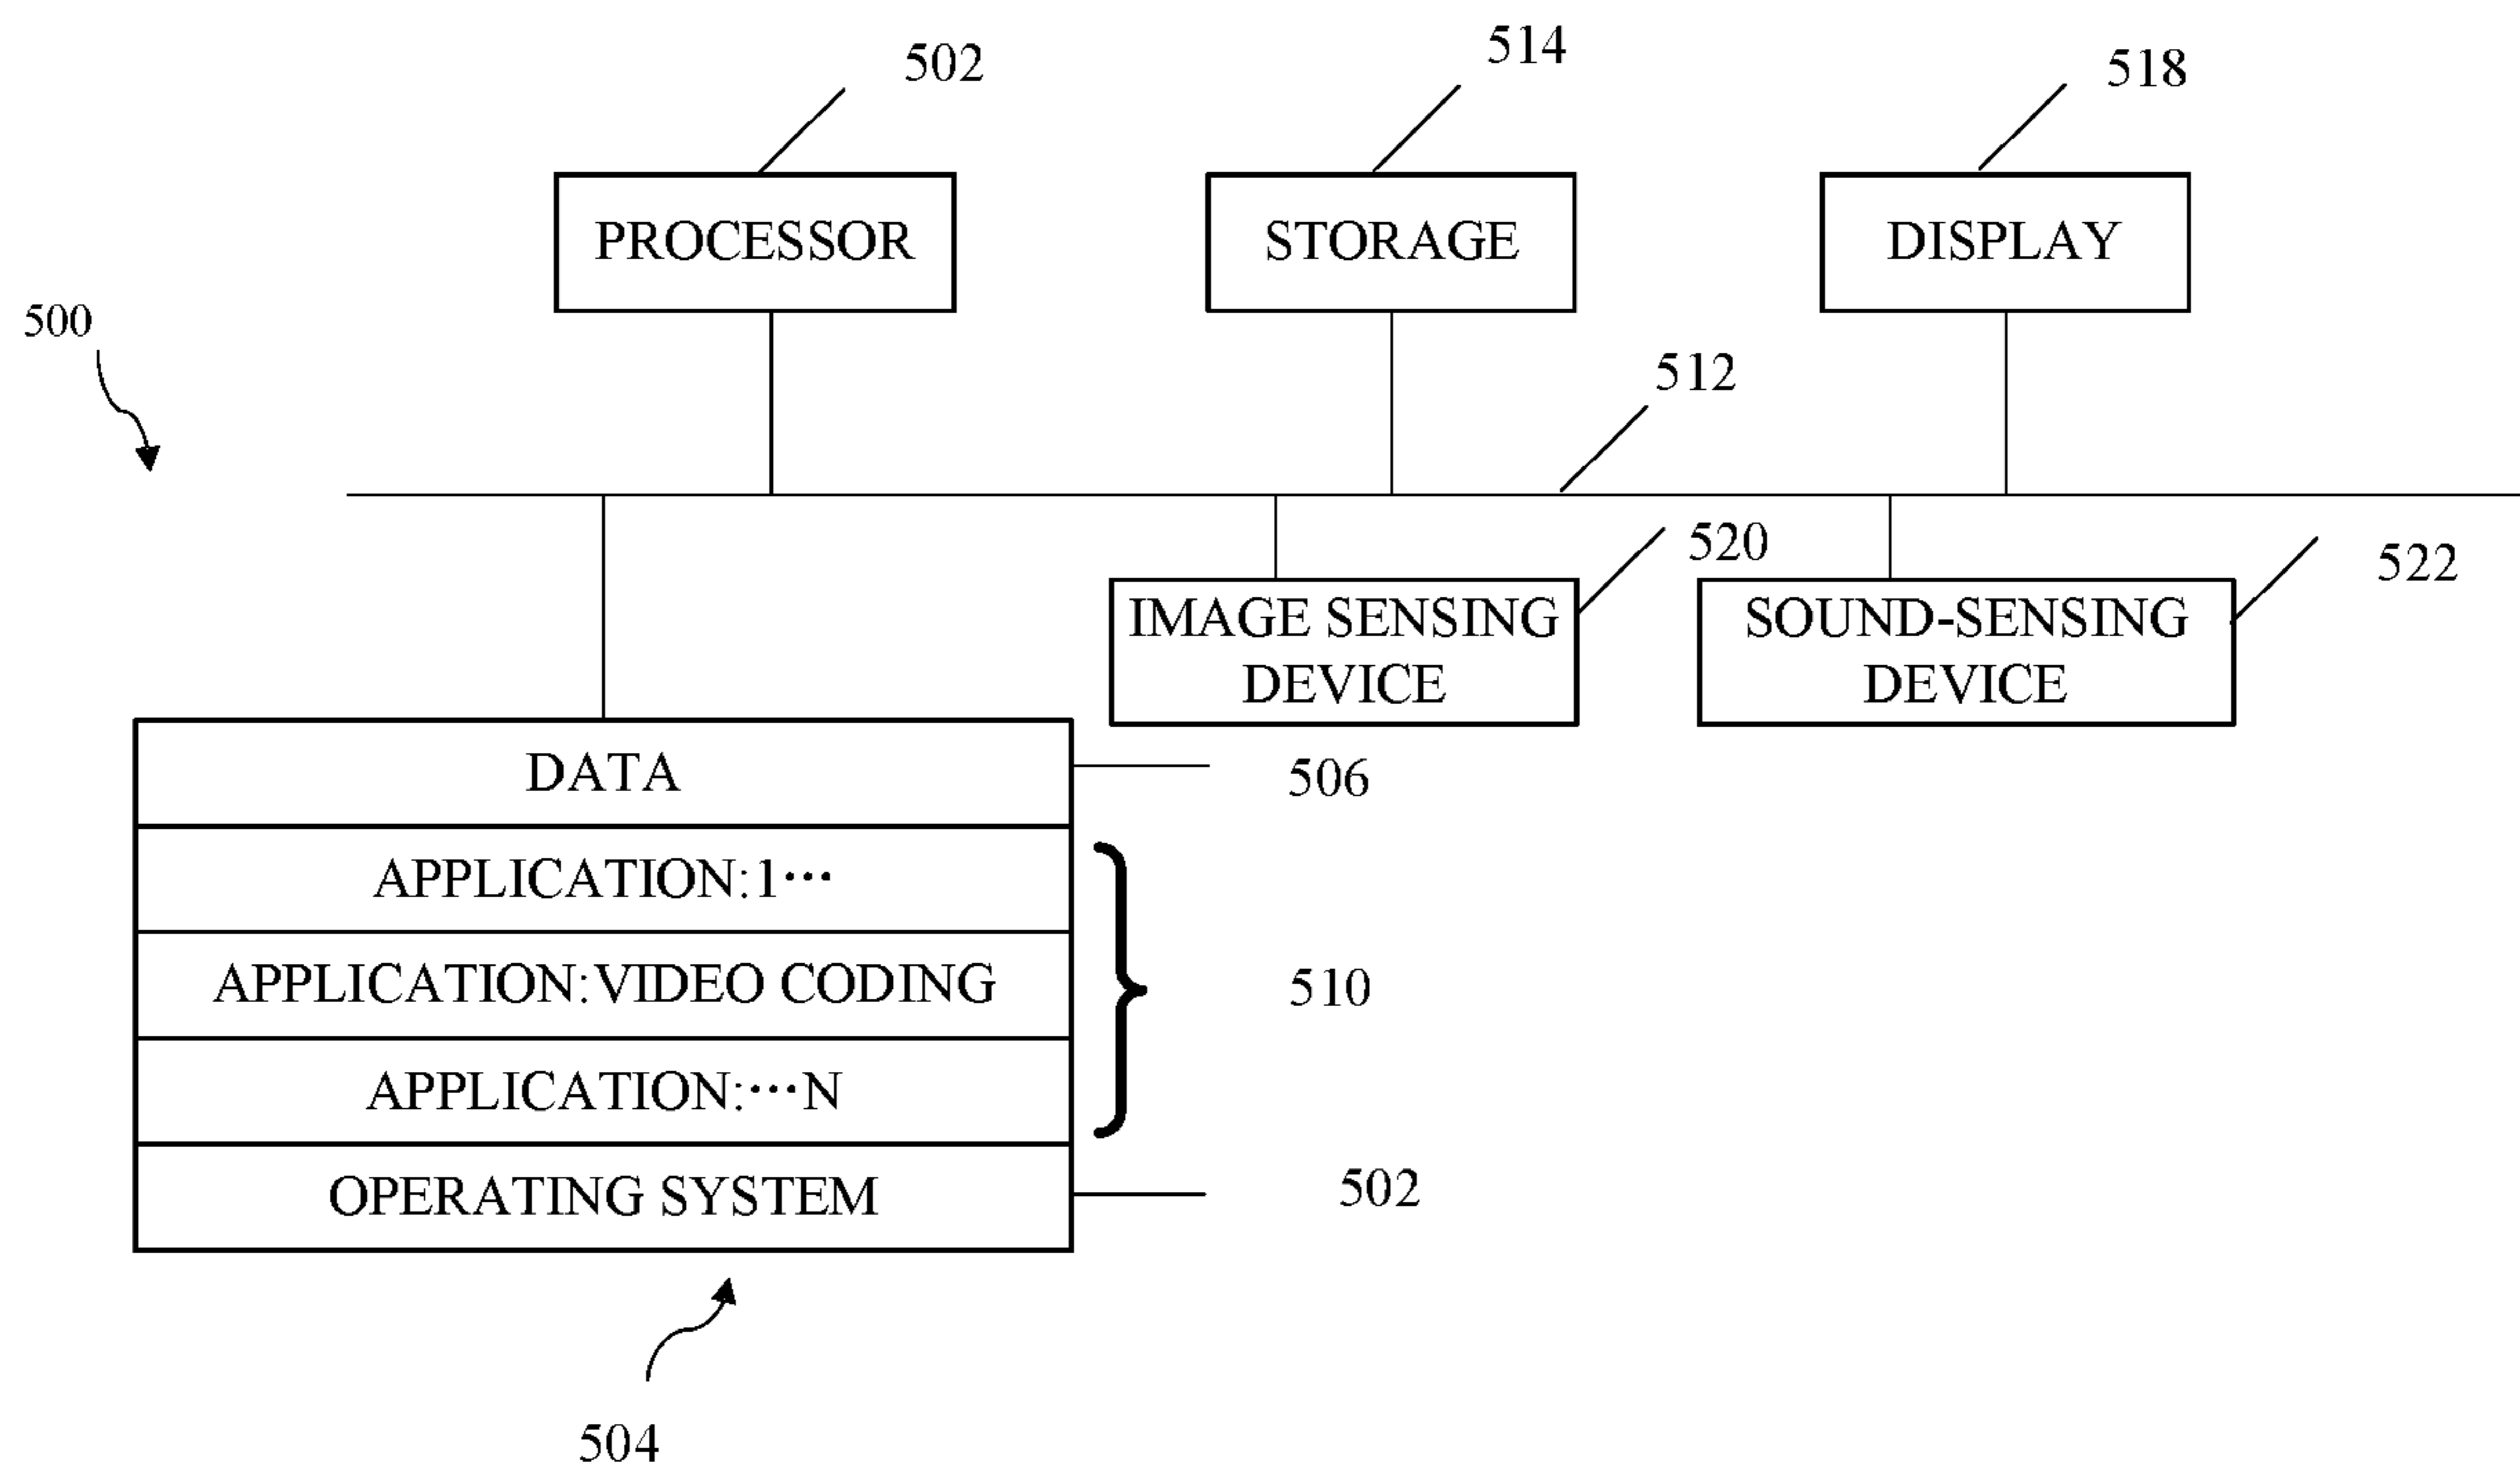 502
514
518
PROCESSOR
STORAGE
DISPLAY
500
512
520
522
IMAGE SENSING
DEVICE
SOUND-SENSING
DEVICE
DATA
506
APPLICATION:1···
APPLICATION:VIDEO CODING
510
APPLICATION:···N
OPERATING SYSTEM
502
504